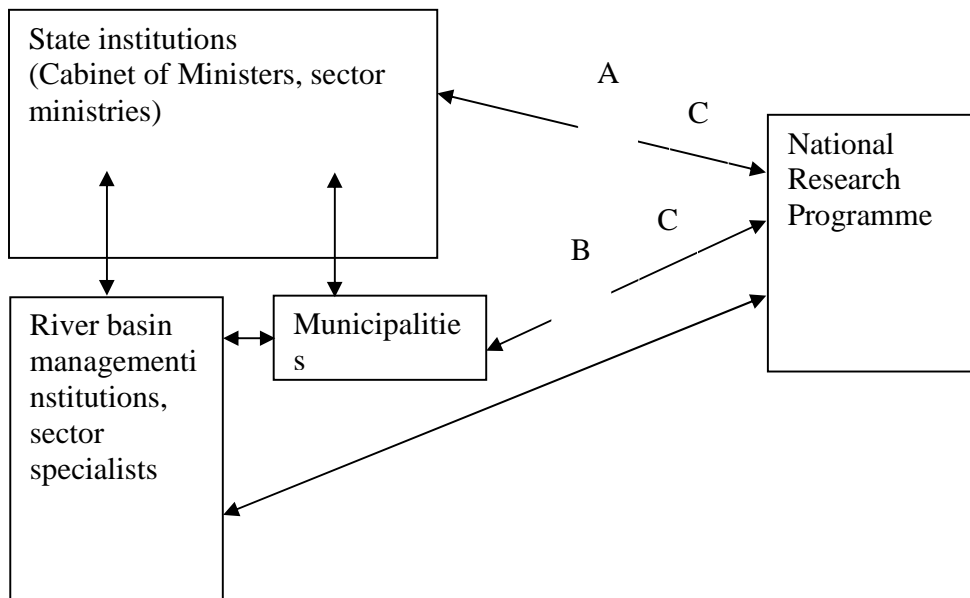 State institutions
(Cabinet of Ministers, sector
ministries)
A
C
National
Research
Programme
C
B
River basin
managementi
nstitutions,
sector
specialists
Municipalitie
s